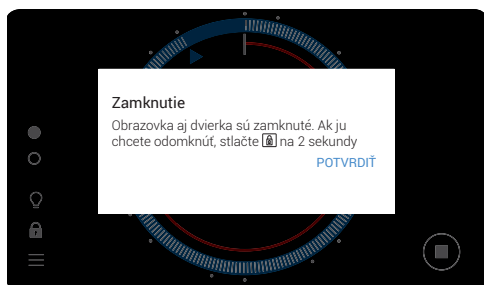 Zamknutie
Obrazovka aj dvierka sú zamknuté. Ak ju
chcete odomknúť, stlačte na 2 sekundy
POTVRDIŤ